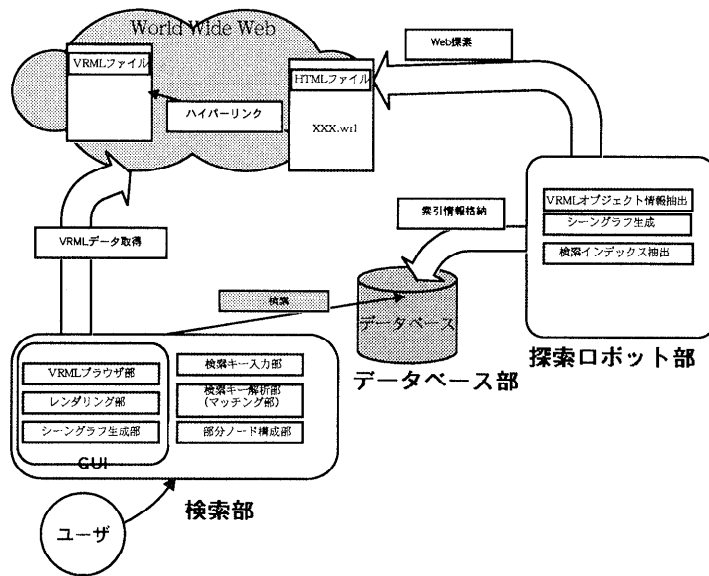 World Wide Web
VRMLファイル
HTMLファイル
ハイパーリンク
XXX.wrl
Web探索
VRMLデータ取得
索引情報格納
VRMLオブジェクト情報抽出
シーングラフ生成
検索インデックス抽出
探索ロボット部
検索
データベース
データベース部
VRMLブラウザ部
レンダリング部
シーングラフ生成部
GUI
検索キー入力部
検索キー解析部
(マッチング部)
部分ノード構成部
検索部
ユーザ